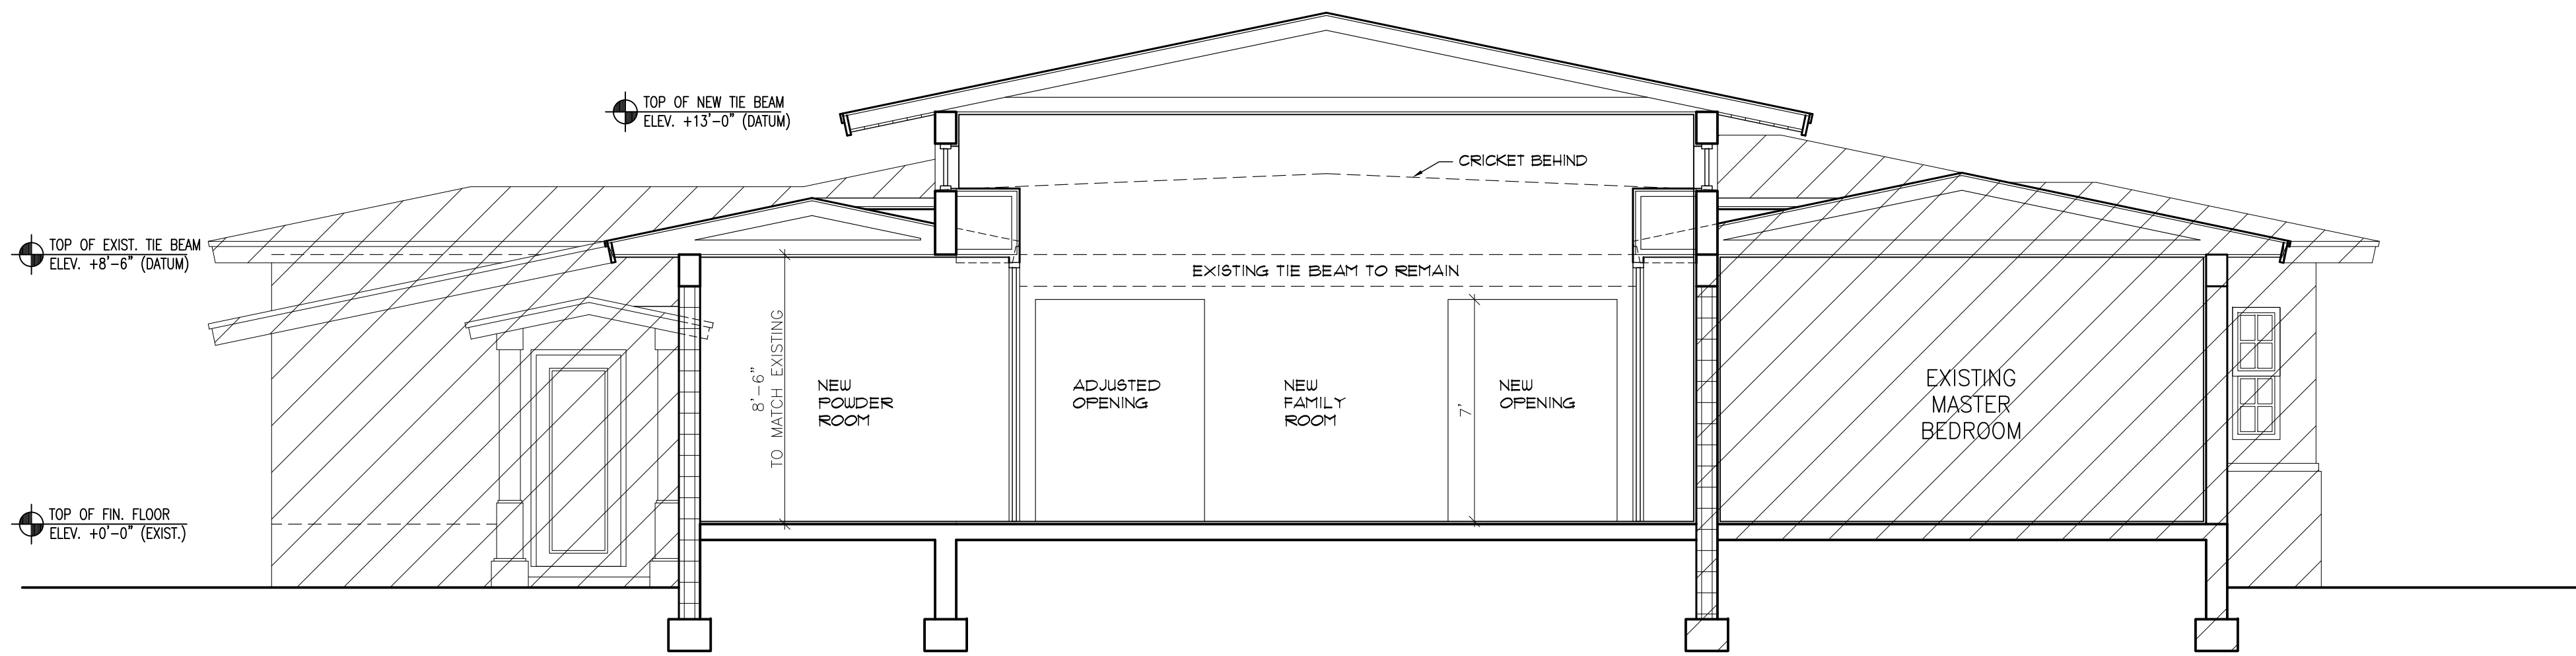 TOP OF NEW TIE BEAM
ELEV. +13'-0" (DATUM)
CRICKET BEHIND
TOP OF EXIST. TIE BEAM
ELEV. +8'-6" (DATUM)
EXISTING TIE BEAM TO REMAIN
8'-6"
TO MATCH EXISTING
NEW
POWDER
ROOM
ADJUSTED
OPENING
NEW
FAMILY
ROOM
7'
NEW
OPENING
EXISTING
MASTER
BEDROOM
TOP OF FIN. FLOOR
ELEV. +0'-0" (EXIST.)